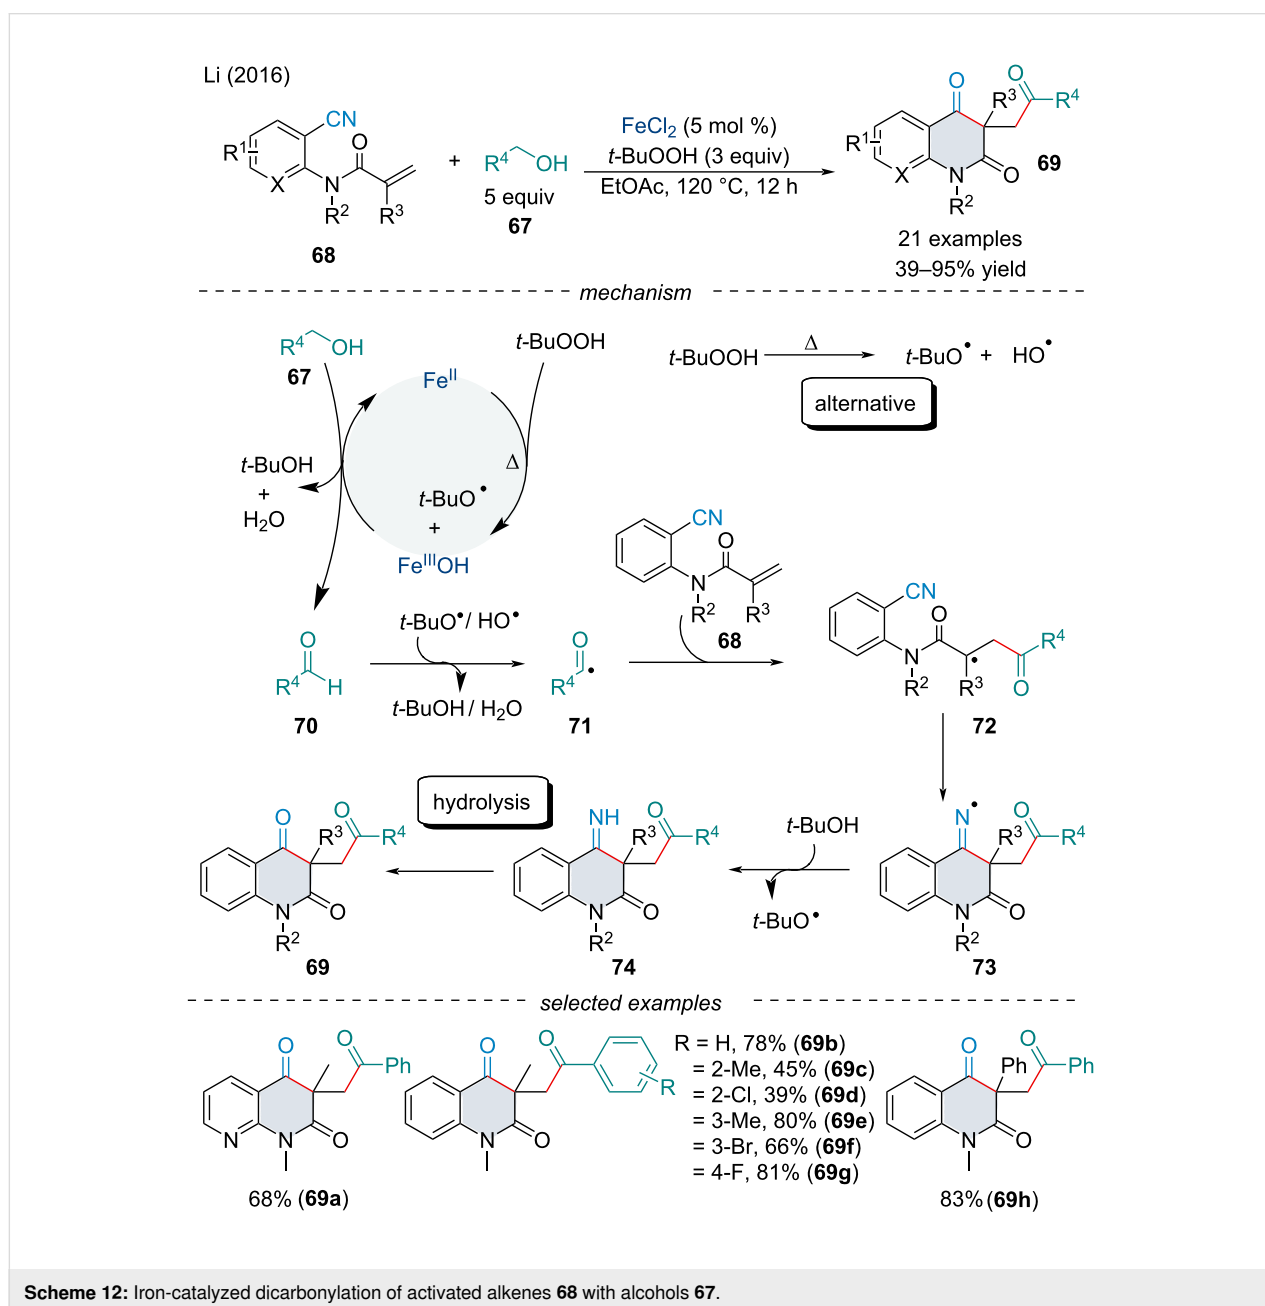 Li (2016)
CN
O
R1
X
N
R2
R3
68
+
R4
OH
5 equiv
67
FeCl2 (5 mol %)
t-BuOOH (3 equiv)
EtOAc, 120 °C, 12 h
O
O
R3
R4
R1
X
N
O
R2
69
21 examples
39–95% yield
mechanism
R4
OH
67
t-BuOOH
FeII
t-BuOOH
Δ
t-BuO• + HO•
alternative
t-BuOH
+
H2O
Δ
t-BuO•
+
FeIIIOH
CN
O
N
R2
R3
68
O
R4
H
70
t-BuO•/ HO•
t-BuOH / H2O
O
R4
•
71
CN
O
N
R2
•
R3
R4
O
72
O
O
R3
R4
N
O
R2
69
hydrolysis
NH
O
R3
R4
N
O
R2
74
t-BuOH
t-BuO•
N•
O
R3
R4
N
O
R2
73
selected examples
O
O
Ph
N
N
O
68% (69a)
O
O
R
N
O
R = H, 78% (69b)
= 2-Me, 45% (69c)
= 2-Cl, 39% (69d)
= 3-Me, 80% (69e)
= 3-Br, 66% (69f)
= 4-F, 81% (69g)
O
Ph
O
Ph
N
O
83% (69h)
Scheme 12: Iron-catalyzed dicarbonylation of activated alkenes 68 with alcohols 67.